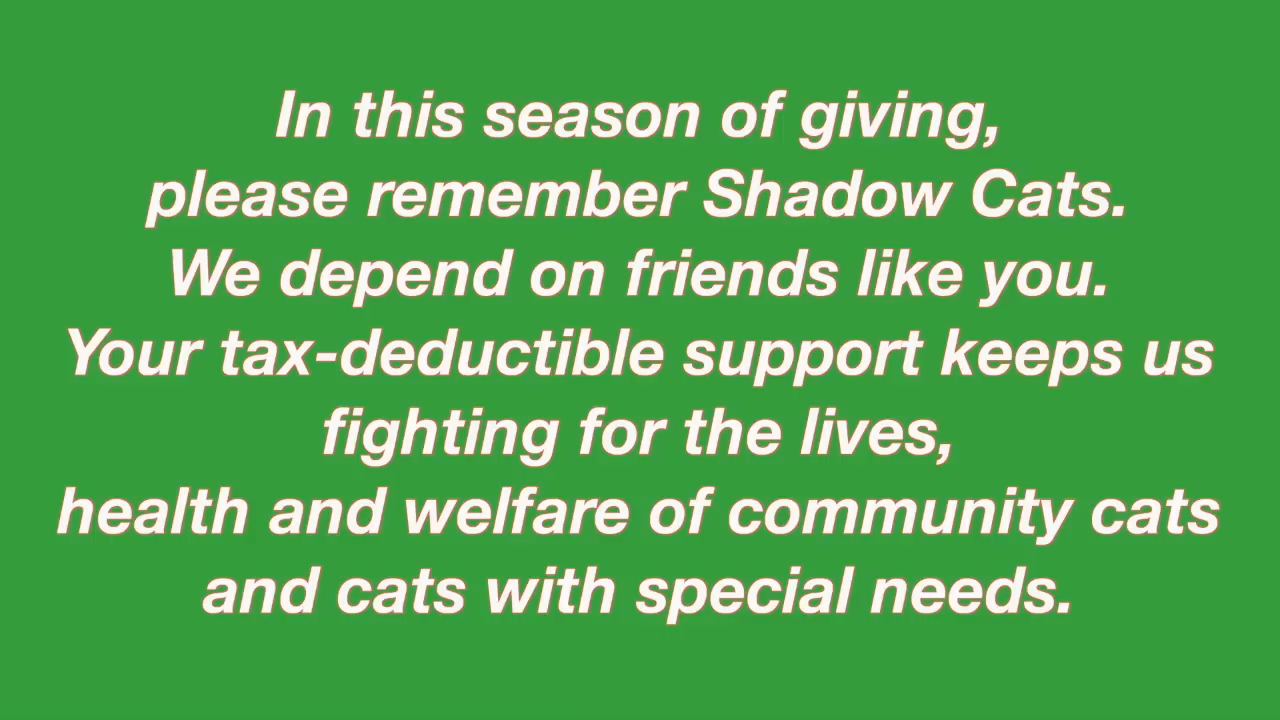 In this season of giving,
please remember Shadow Cats.
We depend on friends like you.
Your tax-deductible support keeps us
fighting for the lives,
health and welfare of community cats
and cats with special needs.